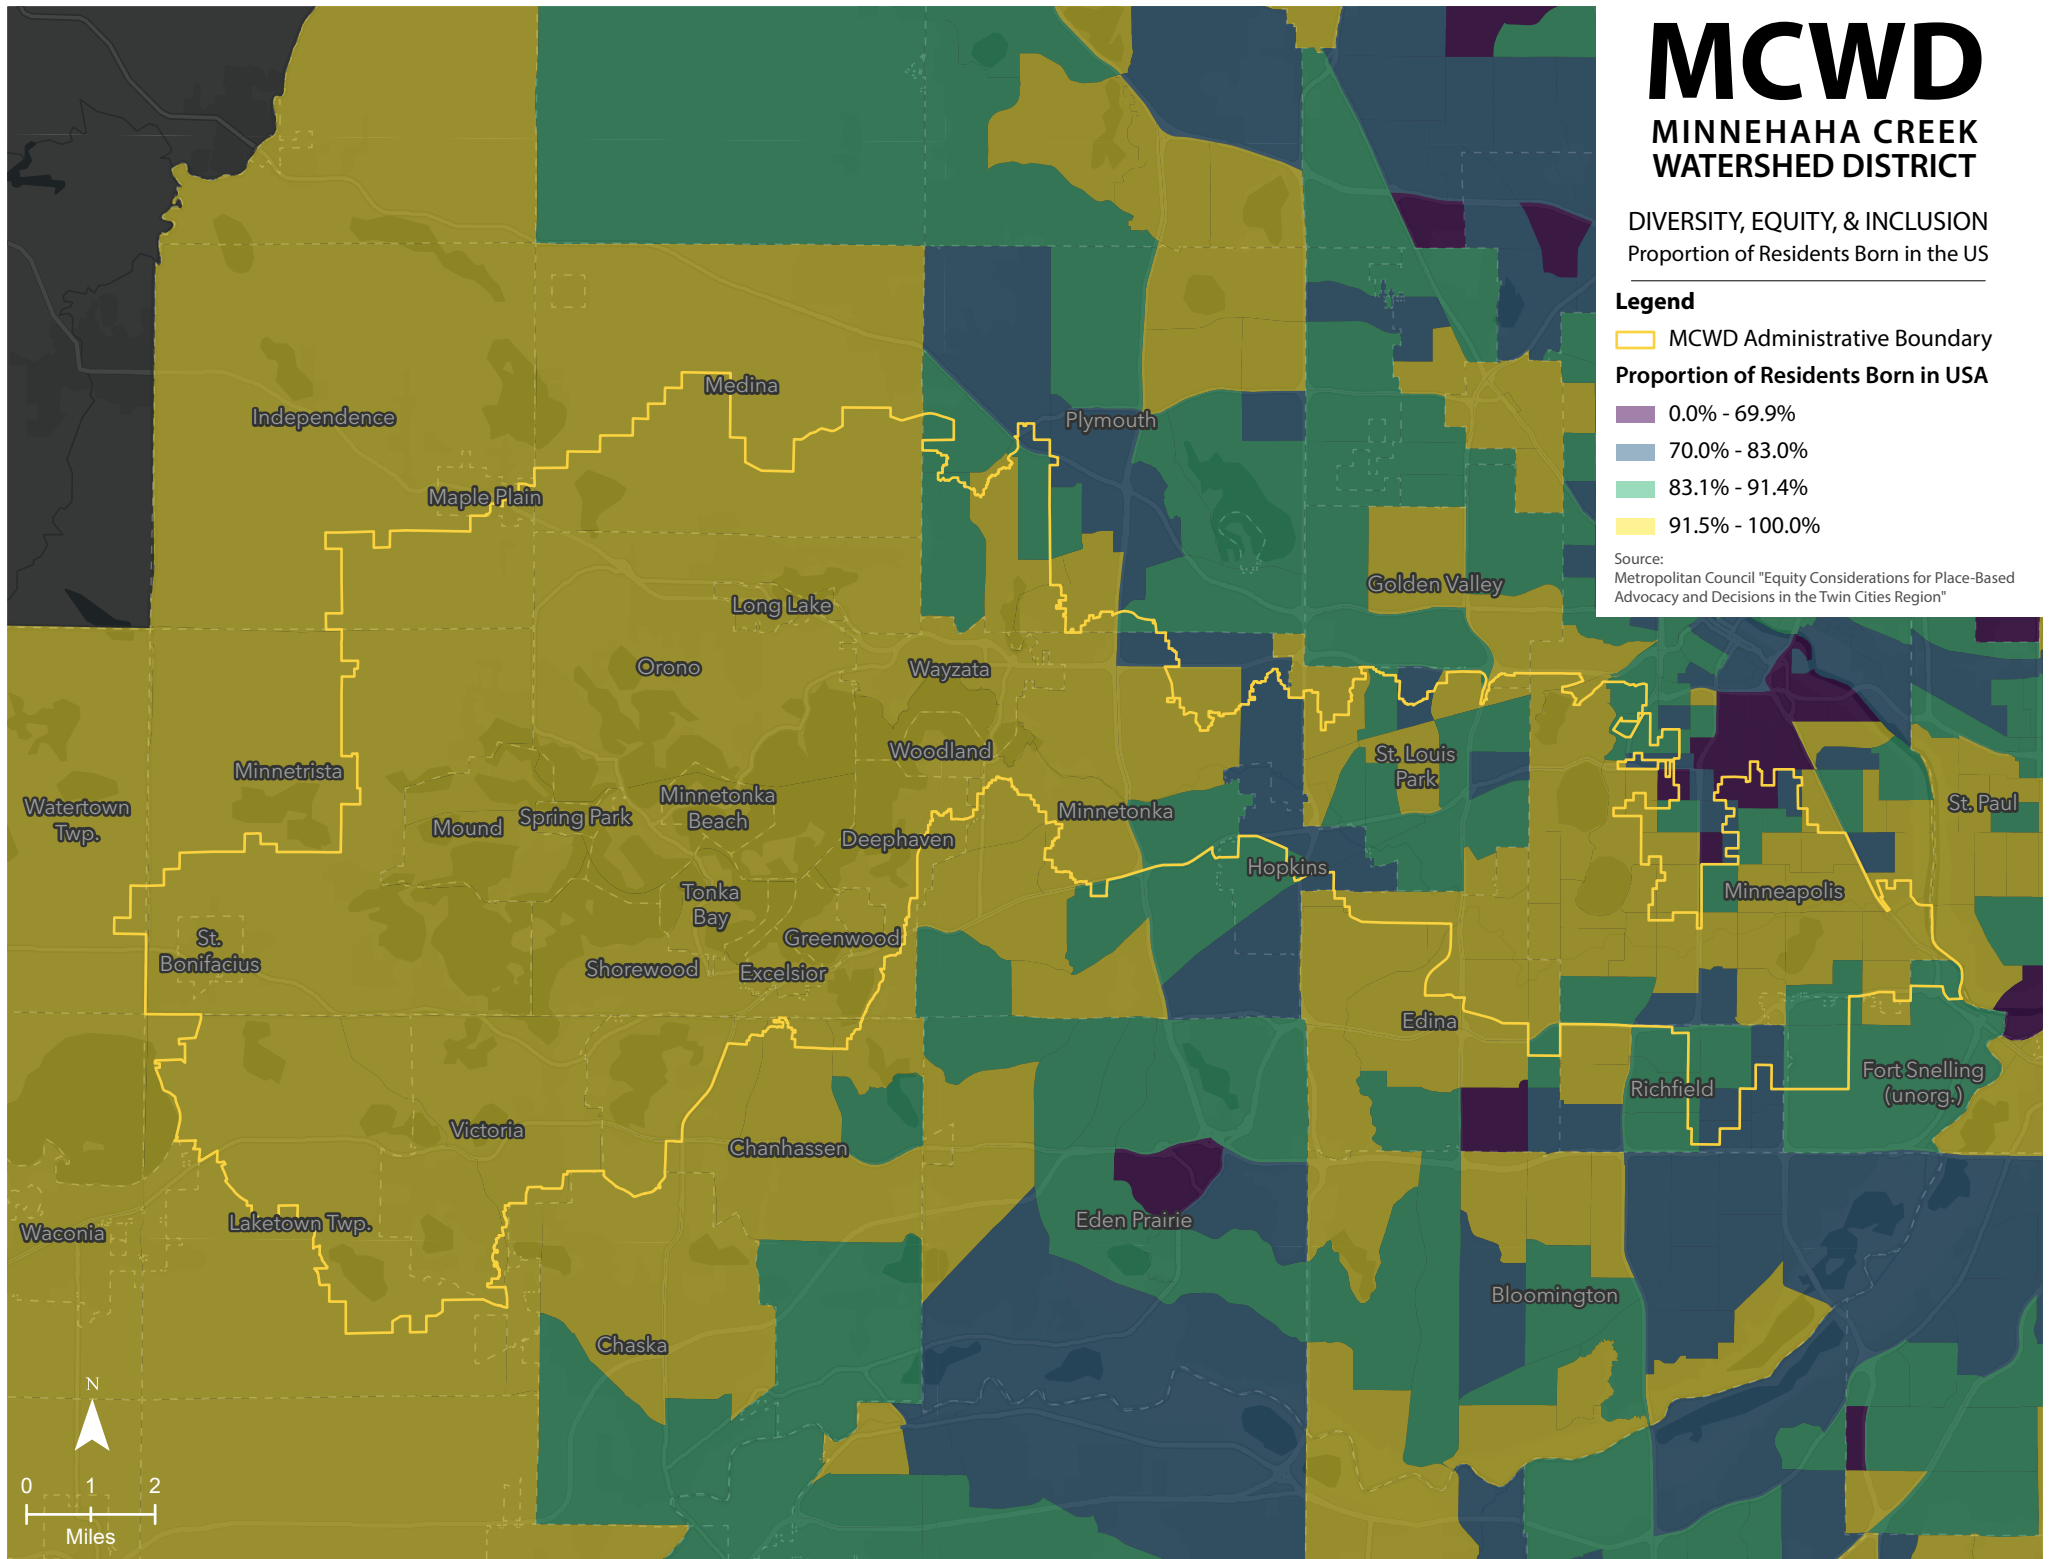 MCWD
MINNEHAHA CREEK
WATERSHED DISTRICT
DIVERSITY, EQUITY, & INCLUSION
Proportion of Residents Born in the US
Legend
MCWD Administrative Boundary
Proportion of Residents Born in USA
0.0% - 69.9%
70.0% - 83.0%
83.1% - 91.4%
91.5% - 100.0%
Source:
Metropolitan Council "Equity Considerations for Place-Based
Advocacy and Decisions in the Twin Cities Region"
Medina
Independence
Plymouth
Maple Plain
Golden Valley
Long Lake
Orono
Wayzata
Woodland
St. Louis
Park
Minnetrista
Watertown
Twp.
Mound
Spring Park
Minnetonka
Beach
Deephaven
Minnetonka
St. Paul
Hopkins
Minneapolis
Tonka
Bay
Greenwood
St.
Bonifacius
Shorewood
Excelsior
Edina
Richfield
Fort Snelling
(unorg.)
Victoria
Chanhassen
Waconia
Laketown Twp.
Eden Prairie
Bloomington
Chaska
N
0 1 2
Miles